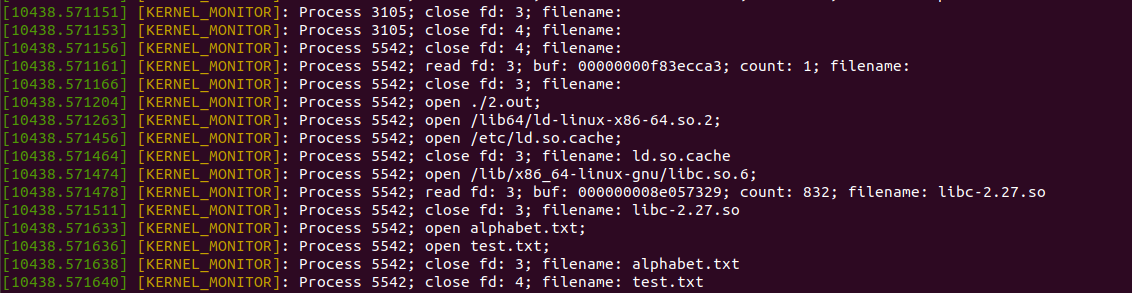 [10438.571151] [KERNEL_MONITOR]: Process 3105; close fd: 3; filename:
[10438.571153] [KERNEL_MONITOR]: Process 3105; close fd: 4; filename:
[10438.571156] [KERNEL_MONITOR]: Process 5542; close fd: 4; filename:
[10438.571161] [KERNEL_MONITOR]: Process 5542; read fd: 3; buf: 00000000f83ecca3; count: 1; filename:
[10438.571166] [KERNEL_MONITOR]: Process 5542; close fd: 3; filename:
[10438.571204] [KERNEL_MONITOR]: Process 5542; open ./2.out;
[10438.571263] [KERNEL_MONITOR]: Process 5542; open /lib64/ld-linux-x86-64.so.2;
[10438.571456] [KERNEL_MONITOR]: Process 5542; open /etc/ld.so.cache;
[10438.571464] [KERNEL_MONITOR]: Process 5542; close fd: 3; filename: ld.so.cache
[10438.571474] [KERNEL_MONITOR]: Process 5542; open /lib/x86_64-linux-gnu/libc.so.6;
[10438.571478] [KERNEL_MONITOR]: Process 5542; read fd: 3; buf: 000000008e057329; count: 832; filename: libc-2.27.so
[10438.571511] [KERNEL_MONITOR]: Process 5542; close fd: 3; filename: libc-2.27.so
[10438.571633] [KERNEL_MONITOR]: Process 5542; open alphabet.txt;
[10438.571636] [KERNEL_MONITOR]: Process 5542; open test.txt;
[10438.571638] [KERNEL_MONITOR]: Process 5542; close fd: 3; filename: alphabet.txt
[10438.571640] [KERNEL_MONITOR]: Process 5542; close fd: 4; filename: test.txt